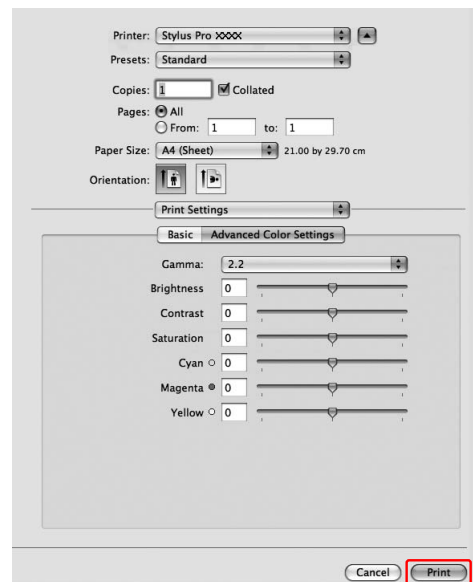 Printer: Stylus Pro XXXX
Presets: Standard
Copies: 1 Collated
Pages: All
From: 1 to: 1
Paper Size: A4 (Sheet) 21.00 by 29.70 cm
Orientation:
Print Settings
Basic Advanced Color Settings
Gamma: 2.2
Brightness 0
Contrast 0
Saturation 0
Cyan 0
Magenta 0
Yellow 0
Cancel Print